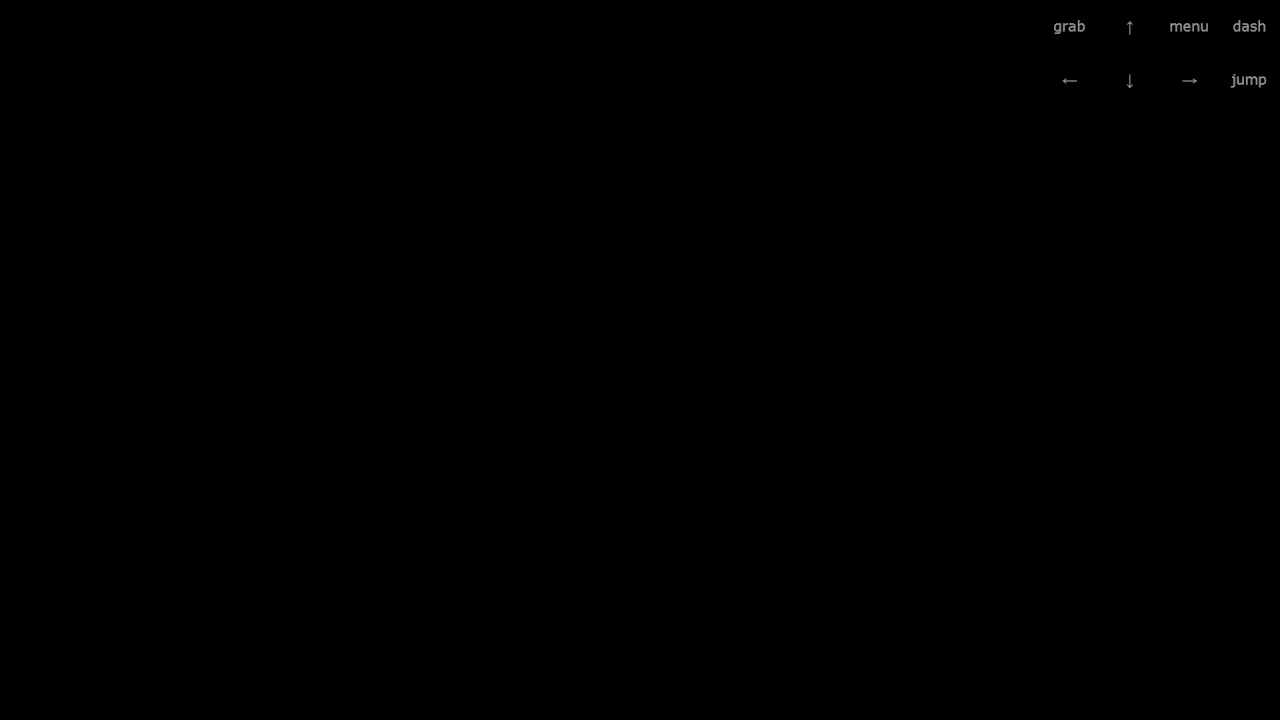 grab ↑ menu dash
← ↓ → jump